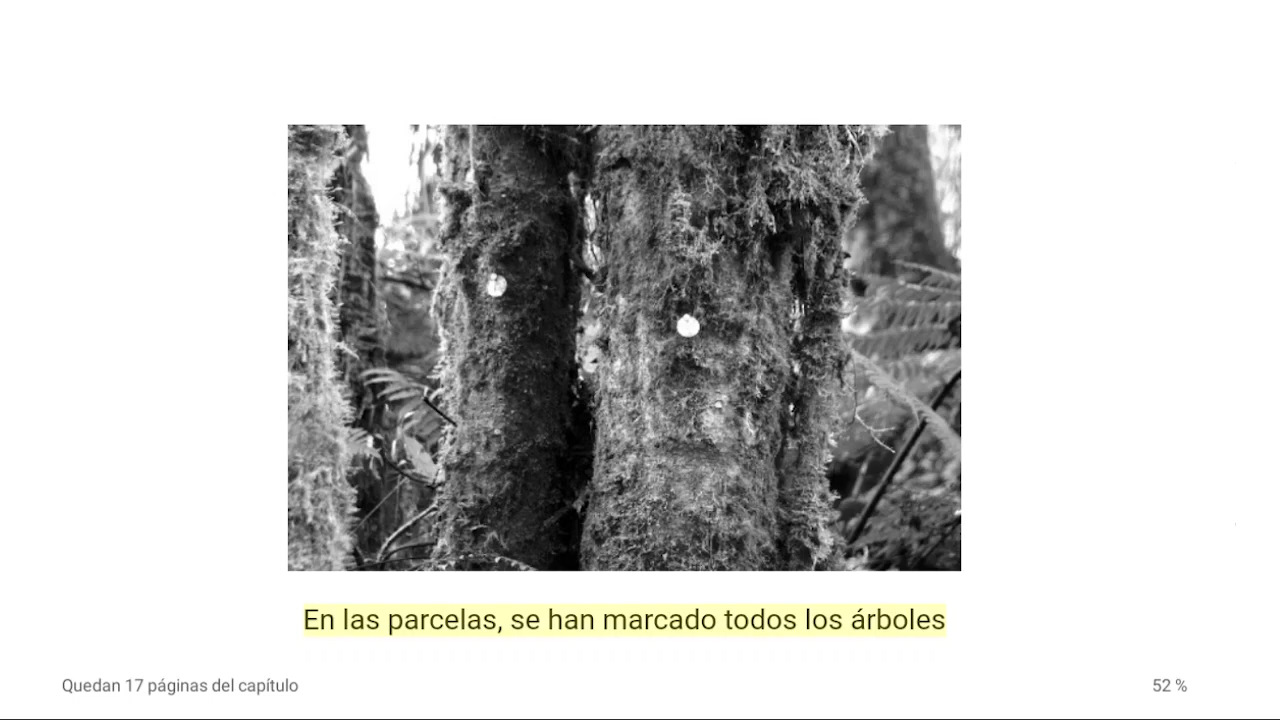 En las parcelas, se han marcado todos los árboles
Quedan 17 páginas del capítulo
52 %